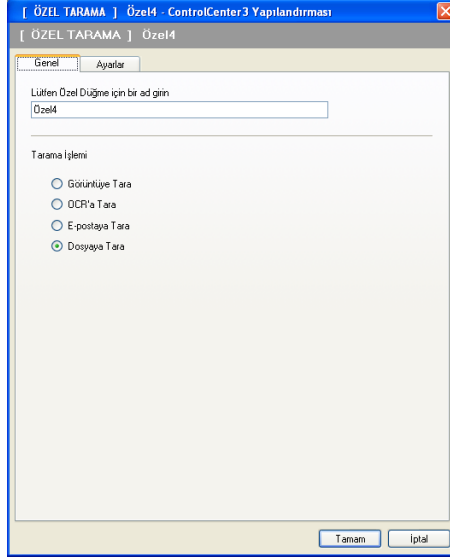 [ ÖZEL TARAMA ] Özel4 - ControlCenter3 Yapılandırması
[ ÖZEL TARAMA ] Özel4
Genel Ayarlar
Lütfen Özel Düğme için bir ad girin
Özel4
Tarama İşlemi
Görüntüye Tara
OCR'a Tara
E-postaya Tara
Dosyaya Tara
Tamam İptal